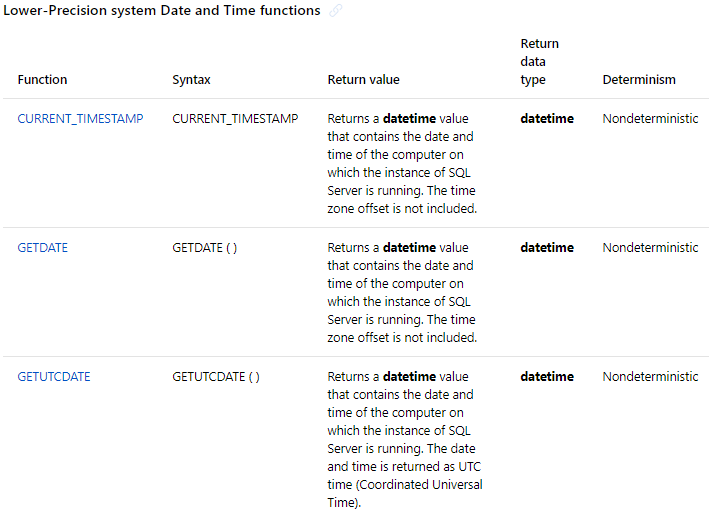 Lower-Precision system Date and Time functions
Function Syntax Return value Return data type Determinism
CURRENT_TIMESTAMP CURRENT_TIMESTAMP Returns a datetime value datetime Nondeterministic
that contains the date and
time of the computer on
which the instance of SQL
Server is running. The time
zone offset is not included.
GETDATE GETDATE ( ) Returns a datetime value datetime Nondeterministic
that contains the date and
time of the computer on
which the instance of SQL
Server is running. The time
zone offset is not included.
GETUTCDATE GETUTCDATE ( ) Returns a datetime value datetime Nondeterministic
that contains the date and
time of the computer on
which the instance of SQL
Server is running. The date
and time is returned as UTC
time (Coordinated Universal
Time).